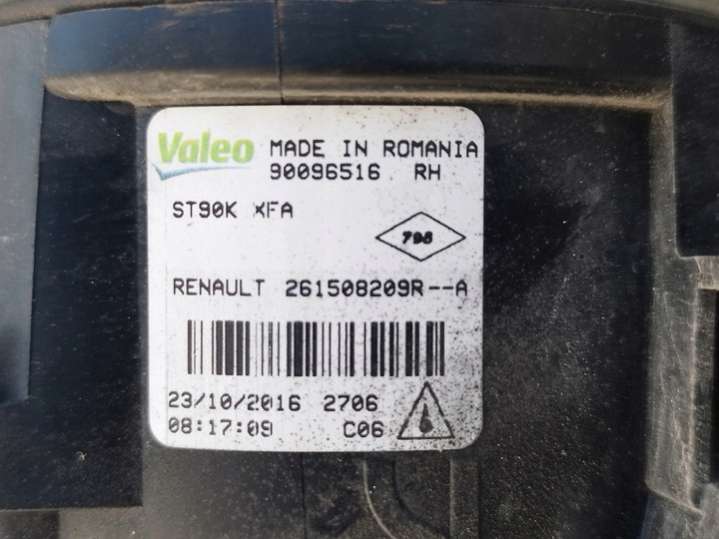 Valeo MADE IN ROMANIA
90096516 RH
ST90K XFA
798
RENAULT 261508209R--A
23/10/2016 2706
08:17:09 C06